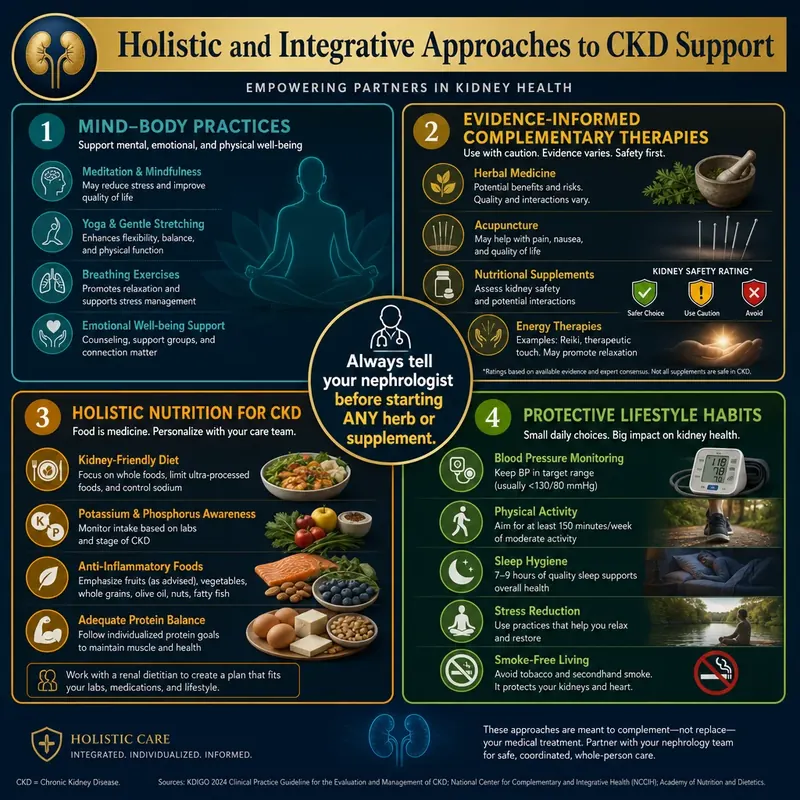 Holistic and Integrative Approaches to CKD Support
EMPOWERING PARTNERS IN KIDNEY HEALTH
1
MIND–BODY PRACTICES
Support mental, emotional, and physical well-being
Meditation & Mindfulness
May reduce stress and improve
quality of life
Yoga & Gentle Stretching
Enhances flexibility, balance,
and physical function
Breathing Exercises
Promotes relaxation and
supports stress management
Emotional Well-being Support
Counseling, support groups, and
connection matter
2
EVIDENCE-INFORMED
COMPLEMENTARY THERAPIES
Use with caution. Evidence varies. Safety first.
Herbal Medicine
Potential benefits and risks.
Quality and interactions vary.
Acupuncture
May help with pain, nausea,
and quality of life
Nutritional Supplements
Assess kidney safety
and potential interactions
KIDNEY SAFETY RATING*
Safer Choice
Use Caution
Avoid
Energy Therapies
Examples: Reiki, therapeutic
touch. May promote relaxation
*Ratings based on available evidence and expert consensus. Not all supplements are safe in CKD.
Always tell
your nephrologist
before starting
ANY herb or
supplement.
3
HOLISTIC NUTRITION FOR CKD
Food is medicine. Personalize with your care team.
Kidney-Friendly Diet
Focus on whole foods, limit ultra-processed
foods, and control sodium
K P
Potassium & Phosphorus Awareness
Monitor intake based on labs
and stage of CKD
Anti-Inflammatory Foods
Emphasize fruits (as advised), vegetables,
whole grains, olive oil, nuts, fatty fish
Adequate Protein Balance
Follow individualized protein goals
to maintain muscle and health
Work with a renal dietitian to create a plan that fits
your labs, medications, and lifestyle.
4
PROTECTIVE LIFESTYLE HABITS
Small daily choices. Big impact on kidney health.
Blood Pressure Monitoring
Keep BP in target range
(usually <130/80 mmHg)
118
78
70
Physical Activity
Aim for at least 150 minutes/week
of moderate activity
Sleep Hygiene
7–9 hours of quality sleep supports
overall health
Stress Reduction
Use practices that help you relax
and restore
Smoke-Free Living
Avoid tobacco and secondhand smoke.
It protects your kidneys and heart.
HOLISTIC CARE
INTEGRATED. INDIVIDUALIZED. INFORMED.
These approaches are meant to complement—not replace—
your medical treatment. Partner with your nephrology team
for safe, coordinated, whole-person care.
CKD = Chronic Kidney Disease.
Sources: KDIGO 2024 Clinical Practice Guideline for the Evaluation and Management of CKD; National Center for Complementary and Integrative Health (NCCIH); Academy of Nutrition and Dietetics.